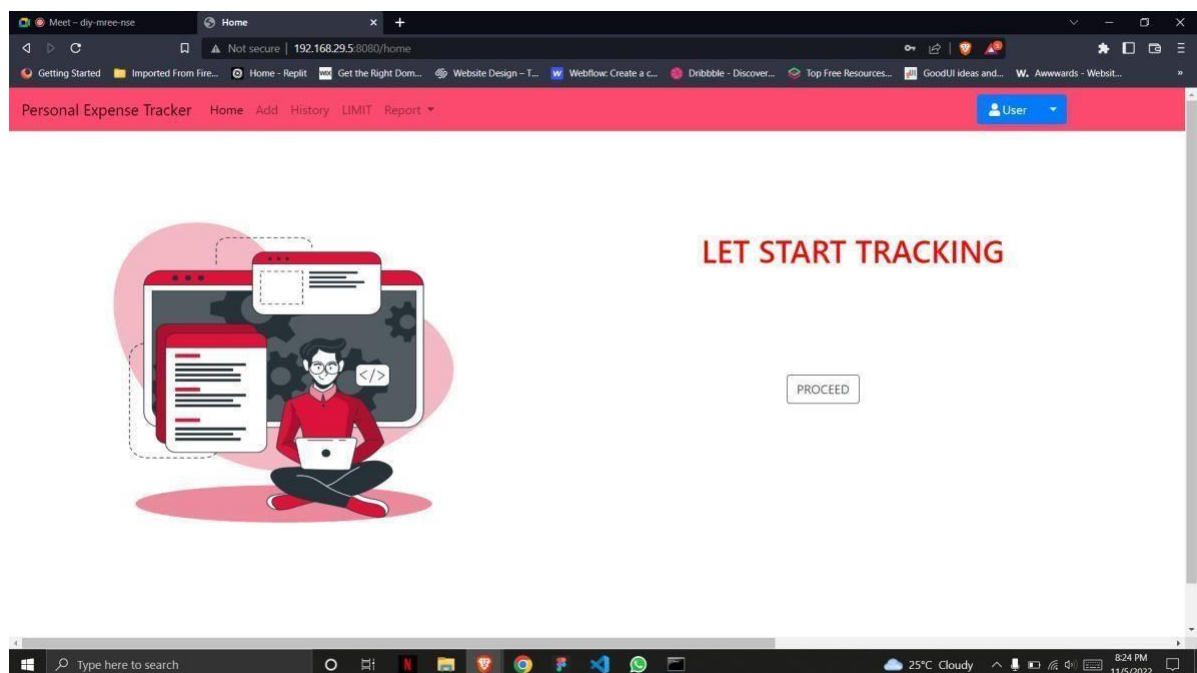 Meet – diy-mree-nse
Home
Not secure | 192.168.29.5:8080/home
Getting Started Imported From Fire... Home - Replit Get the Right Dom... Website Design – T... Webflow: Create a c... Dribbble - Discover... Top Free Resources... GoodUI ideas and... W. Awwwards - Websit... »
Personal Expense Tracker Home Add History LIMIT Report User
LET START TRACKING
</>
PROCEED
Type here to search
25°C Cloudy
8:24 PM
11/5/2022